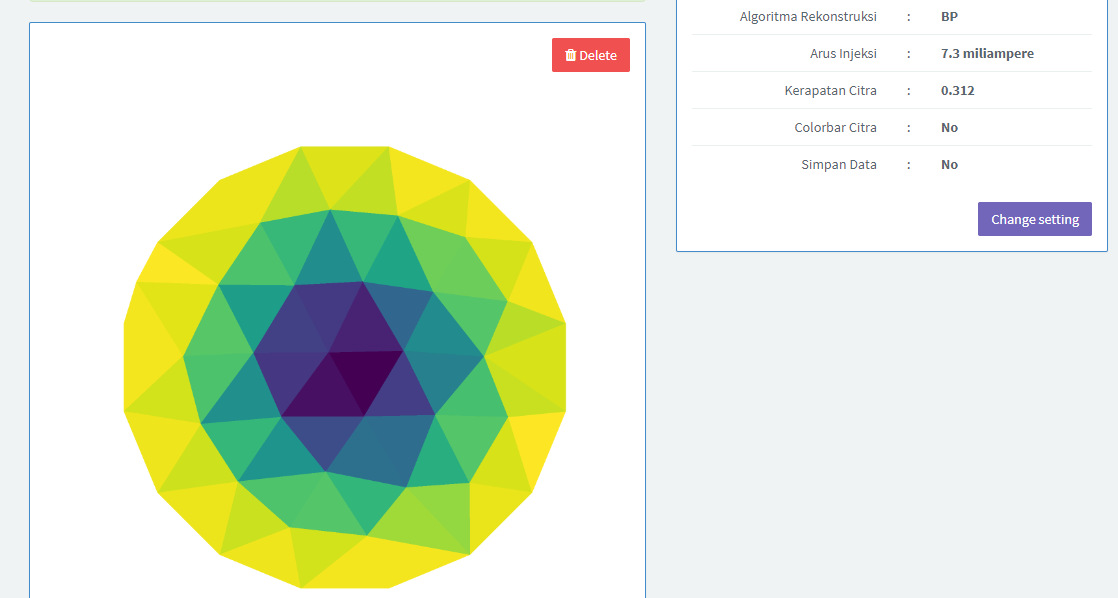 Delete
Algoritma Rekonstruksi : BP
Arus Injeksi : 7.3 miliampere
Kerapatan Citra : 0.312
Colorbar Citra : No
Simpan Data : No
Change setting